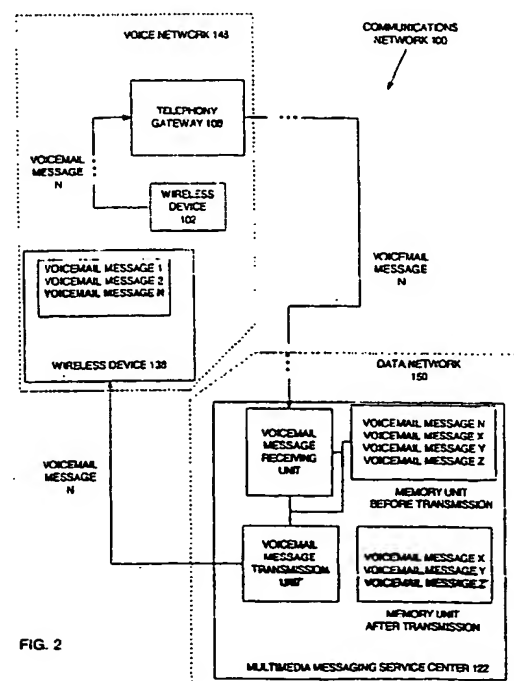 VOICE NETWORK 148
COMMUNICATIONS
NETWORK 100
TELEPHONY
GATEWAY 108
VOICEMAIL
MESSAGE
N
WIRELESS
DEVICE
102
VOICEMAIL MESSAGE 1
VOICEMAIL MESSAGE 2
VOICEMAIL MESSAGE N
WIRELESS DEVICE 138
VOICEMAIL
MESSAGE
N
DATA NETWORK
150
VOICEMAIL
MESSAGE
RECEIVING
UNIT
VOICEMAIL MESSAGE N
VOICEMAIL MESSAGE X
VOICEMAIL MESSAGE Y
VOICEMAIL MESSAGE Z
MEMORY UNIT
BEFORE TRANSMISSION
VOICEMAIL
MESSAGE
N
VOICEMAIL
MESSAGE
TRANSMISSION
UNIT
VOICEMAIL MESSAGE X
VOICEMAIL MESSAGE Y
VOICEMAIL MESSAGE Z
MEMORY UNIT
AFTER TRANSMISSION
FIG. 2
MULTIMEDIA MESSAGING SERVICE CENTER 122